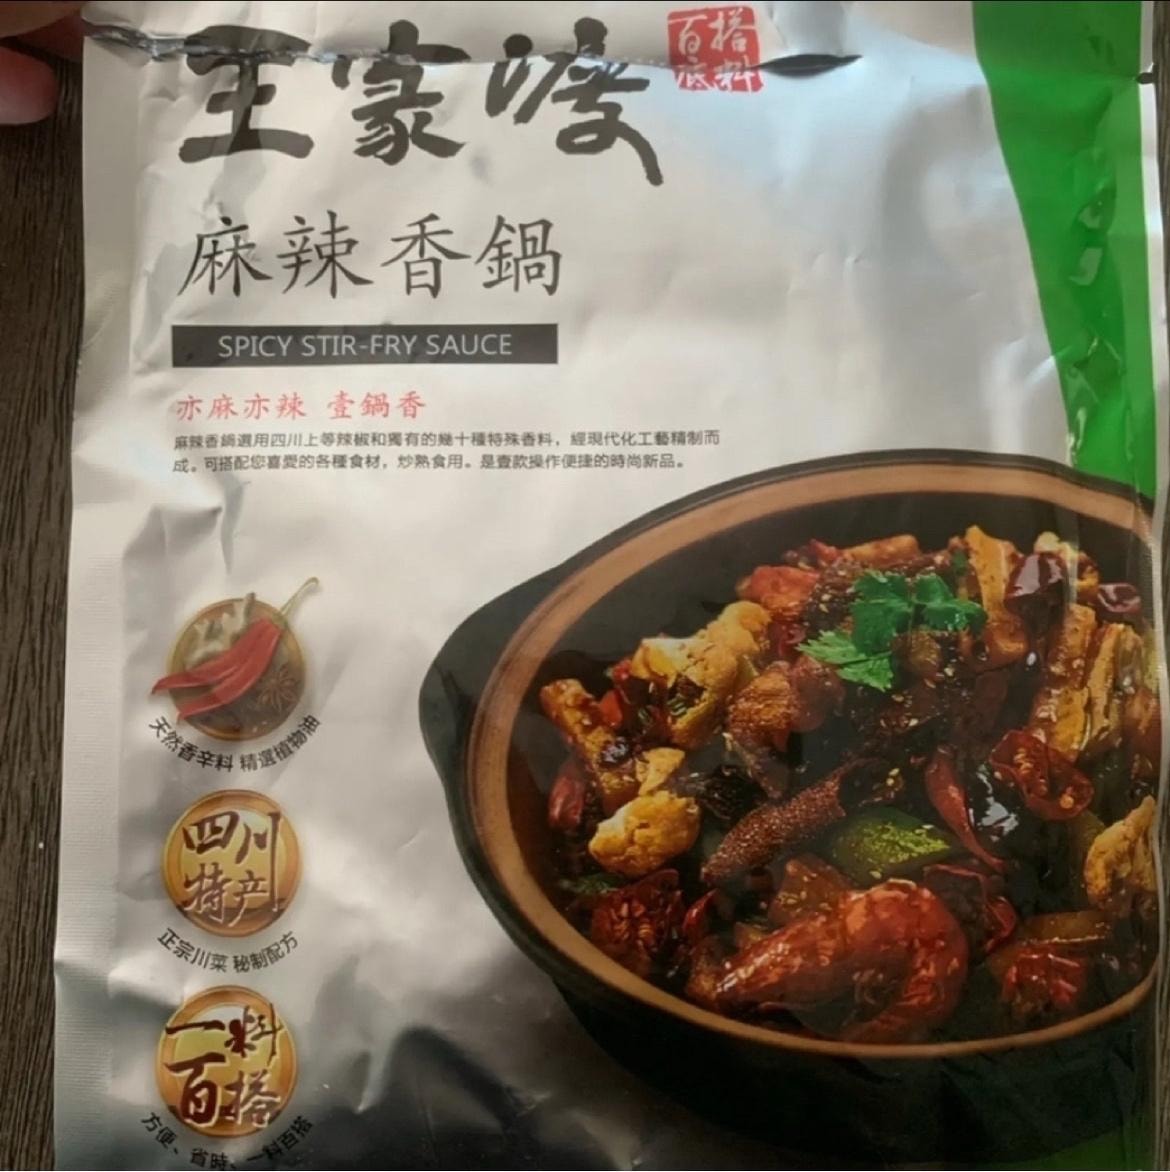 王家渡
百搭
底料
麻辣香鍋
SPICY STIR-FRY SAUCE
亦麻亦辣 壹鍋香
麻辣香鍋選用四川上等辣椒和獨有的幾十種特殊香料，經現代化工藝精制而
成。可搭配您喜愛的各種食材，炒熟食用。是壹款操作便捷的時尚新品。
天然香辛料 精選植物油
四川
特产
正宗川菜 秘制配方
一料
百搭
方便、省時、一料百搭